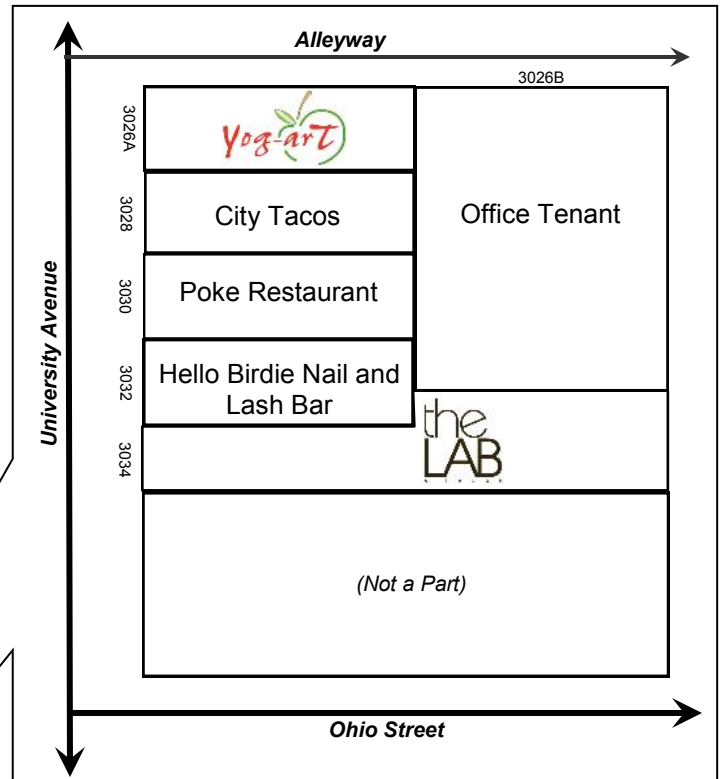 Alleyway
3026B
3026A
Yog-art
3028
City Tacos
Office Tenant
3030
Poke Restaurant
University Avenue
3032
Hello Birdie Nail and
Lash Bar
3034
the
LAB
(Not a Part)
Ohio Street